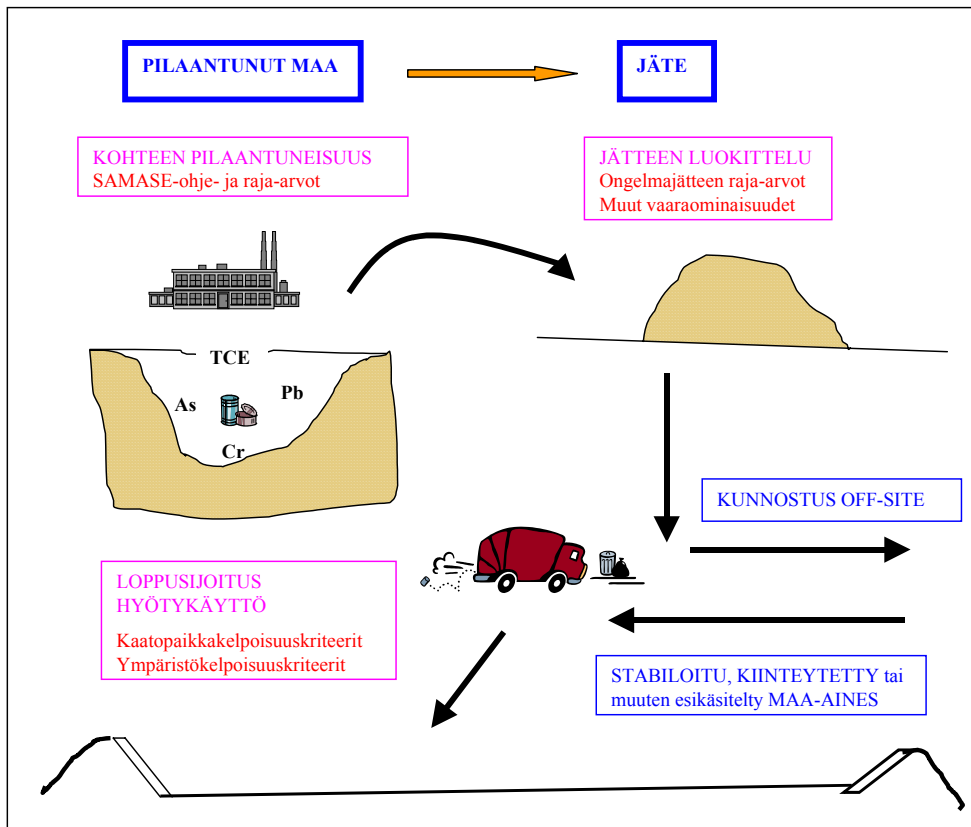 PILAANTUNUT MAA
JÄTE
KOHTEEN PILAANTUNEISUUS
SAMASE-ohje- ja raja-arvot
JÄTTEEN LUOKITTELU
Ongelmajätteen raja-arvot
Muut vaaraominaisuudet
TCE
As
Pb
Cr
KUNNOSTUS OFF-SITE
LOPPUSIJOITUS
HYÖTYKÄYTTÖ
Kaatopaikkakelpoisuuskriteerit
Ympäristökelpoisuuskriteerit
STABILOITU, KIINTEYTETTY tai
muuten esikäsitelty MAA-AINES